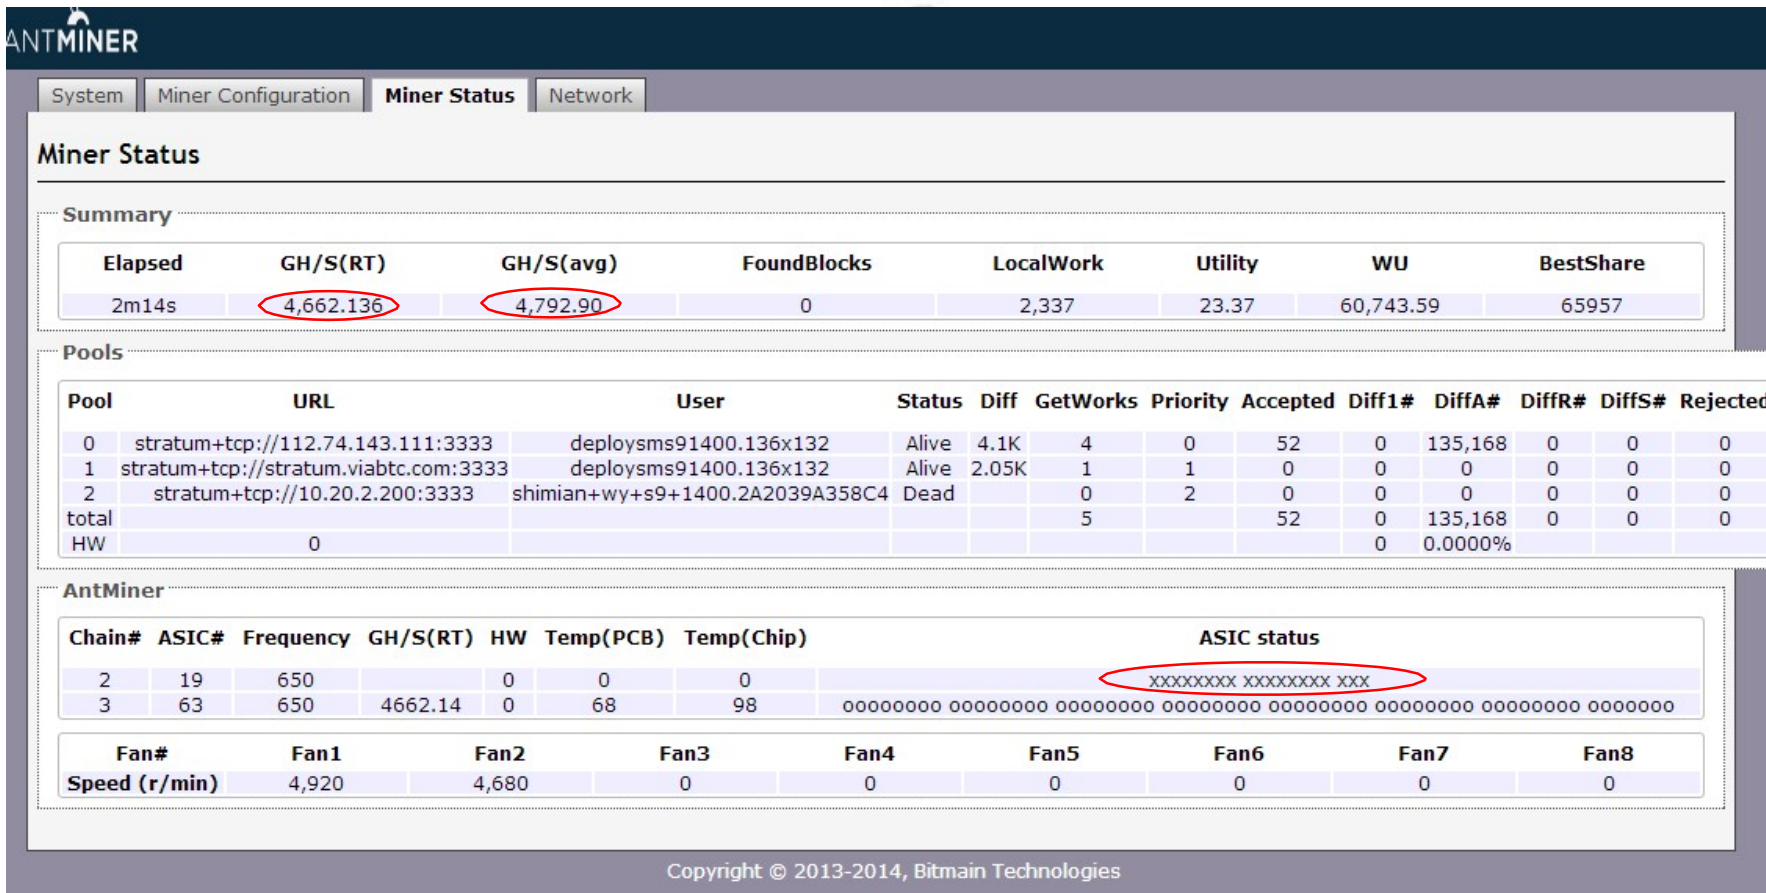 ANTMINER
System Miner Configuration Miner Status Network
Miner Status
Summary
Elapsed GH/S(RT) GH/S(avg) FoundBlocks LocalWork Utility WU BestShare
2m14s 4,662.136 4,792.90 0 2,337 23.37 60,743.59 65957
Pools
Pool URL User Status Diff GetWorks Priority Accepted Diff1# DiffA# DiffR# DiffS# Rejected
0 stratum+tcp://112.74.143.111:3333 deploysms91400.136x132 Alive 4.1K 4 0 52 0 135,168 0 0 0
1 stratum+tcp://stratum.viabtc.com:3333 deploysms91400.136x132 Alive 2.05K 1 1 0 0 0 0 0 0
2 stratum+tcp://10.20.2.200:3333 shimian+wy+s9+1400.2A2039A358C4 Dead 0 2 0 0 0 0 0 0
total 5 52 0 135,168 0 0 0
HW 0 0 0.0000%
AntMiner
Chain# ASIC# Frequency GH/S(RT) HW Temp(PCB) Temp(Chip) ASIC status
2 19 650 0 0 0 xxxxxxxx xxxxxxxx xxx
3 63 650 4662.14 0 68 98 oooooooo oooooooo oooooooo oooooooo oooooooo oooooooo oooooooo ooooooo
Fan# Fan1 Fan2 Fan3 Fan4 Fan5 Fan6 Fan7 Fan8
Speed (r/min) 4,920 4,680 0 0 0 0 0 0
Copyright © 2013-2014, Bitmain Technologies